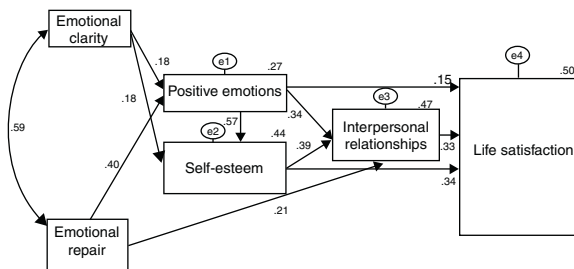 Emotional
clarity
e1
e4
.18
.27
.50
Positive emotions
.15
e3
.18
.34
.47
.57
e2
Interpersonal
relationships
.59
.44
.39
.33
Life satisfaction
Self-esteem
.40
.34
.21
Emotional
repair